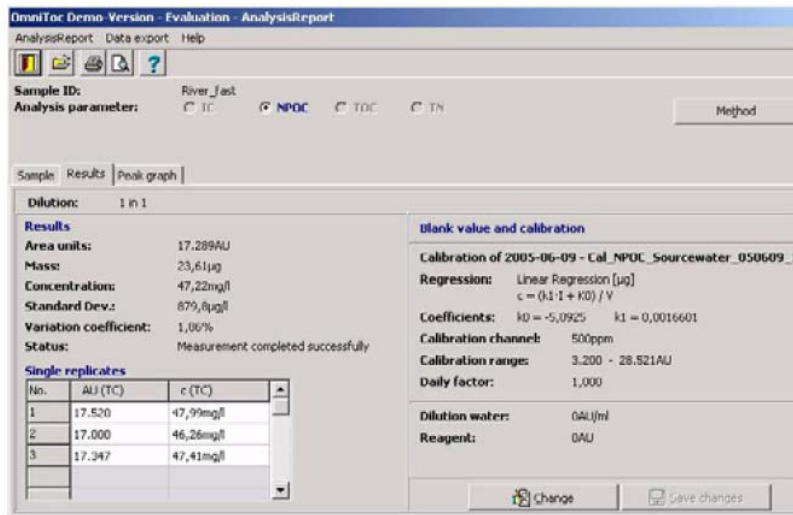 OmniToc Demo-Version - Evaluation - AnalysisReport
AnalysisReport Data export Help
Sample ID: River_fast
Analysis parameter: TC NPOC TOC TN
Method
Sample Results Peak graph
Dilution: 1 in 1
Results
Area units: 17.289AU
Mass: 23,61µg
Concentration: 47,22mg/l
Standard Dev.: 879,8µg/l
Variation coefficient: 1,86%
Status: Measurement completed successfully
Single replicates
No. AU (TC) c (TC)
1 17.520 47,99mg/l
2 17.000 46,26mg/l
3 17.347 47,41mg/l
Blank value and calibration
Calibration of 2005-06-09 - Cal_NPOC_Sourcewater_050609_
Regression: Linear Regression [µg]
c = (k1·I + K0) / V
Coefficients: k0 = -5,0925 k1 = 0,0016601
Calibration channel: 500ppm
Calibration range: 3.200 - 28.521AU
Daily factor: 1,000
Dilution water: 0AU/ml
Reagent: 0AU
Change Save changes